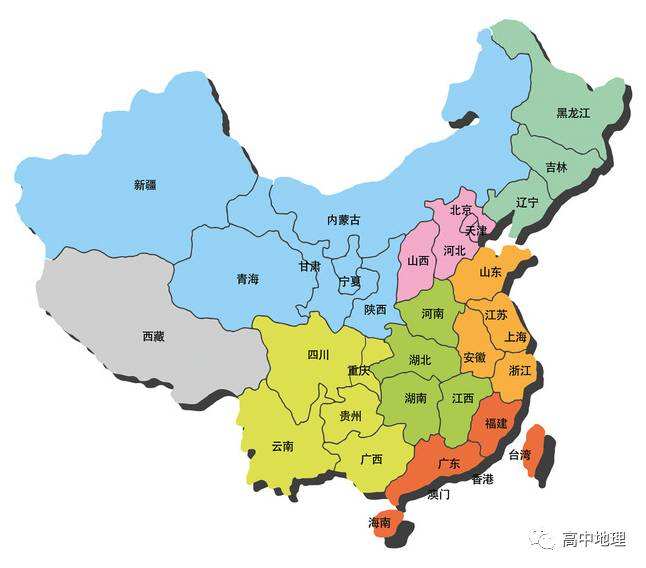 黑龙江
吉林
辽宁
新疆
内蒙古
北京
天津
河北
山西
山东
甘肃
宁夏
青海
陕西
西藏
河南
江苏
上海
安徽
四川
重庆
湖北
浙江
湖南
江西
贵州
福建
云南
广西
广东
台湾
香港
澳门
海南
高中地理